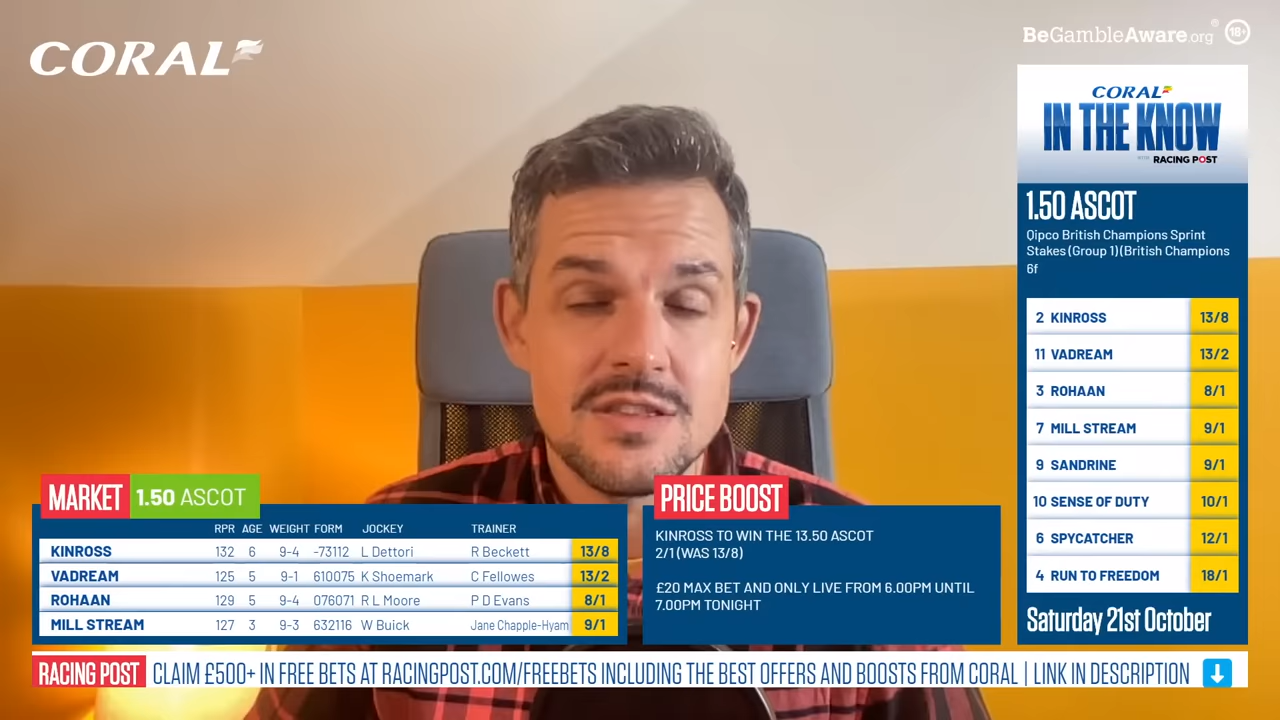 CORAL
BeGambleAware.org® 18+
CORAL
IN THE KNOW
WITH RACING POST
1.50 ASCOT
Qipco British Champions Sprint
Stakes (Group 1) (British Champions
6f
2 KINROSS 13/8
11 VADREAM 13/2
3 ROHAAN 8/1
7 MILL STREAM 9/1
9 SANDRINE 9/1
10 SENSE OF DUTY 10/1
6 SPYCATCHER 12/1
4 RUN TO FREEDOM 18/1
Saturday 21st October
MARKET 1.50 ASCOT
RPR AGE WEIGHT FORM JOCKEY TRAINER
KINROSS 132 6 9-4 -73112 L Dettori R Beckett 13/8
VADREAM 125 5 9-1 610075 K Shoemark C Fellowes 13/2
ROHAAN 129 5 9-4 076071 R L Moore P D Evans 8/1
MILL STREAM 127 3 9-3 632116 W Buick Jane Chapple-Hyam 9/1
PRICE BOOST
KINROSS TO WIN THE 13.50 ASCOT
2/1 (WAS 13/8)
£20 MAX BET AND ONLY LIVE FROM 6.00PM UNTIL
7.00PM TONIGHT
RACING POST CLAIM £500+ IN FREE BETS AT RACINGPOST.COM/FREEBETS INCLUDING THE BEST OFFERS AND BOOSTS FROM CORAL | LINK IN DESCRIPTION